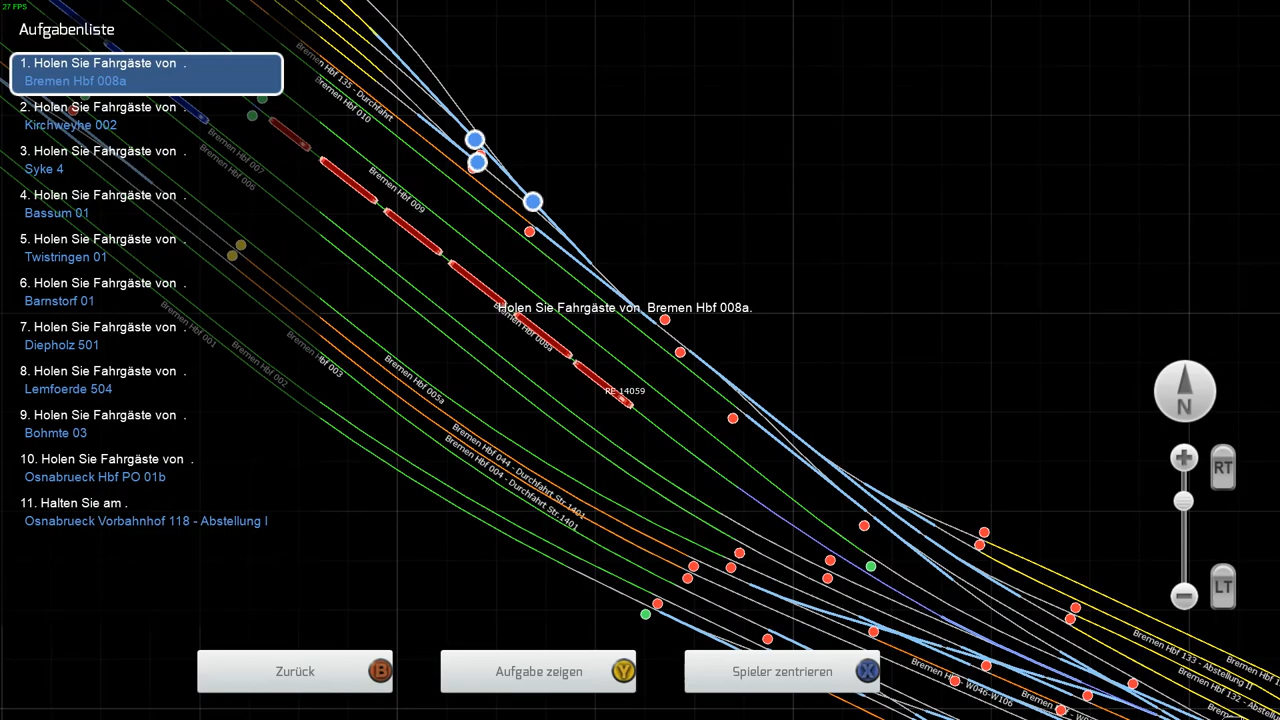 27 FPS
Aufgabenliste
1. Holen Sie Fahrgäste von .
Bremen Hbf 008a
2. Holen Sie Fahrgäste von .
Kirchweyhe 002
3. Holen Sie Fahrgäste von .
Syke 4
4. Holen Sie Fahrgäste von .
Bassum 01
5. Holen Sie Fahrgäste von .
Twistringen 01
6. Holen Sie Fahrgäste von .
Barnstorf 01
7. Holen Sie Fahrgäste von .
Diepholz 501
8. Holen Sie Fahrgäste von .
Lemfoerde 504
9. Holen Sie Fahrgäste von .
Bohmte 03
10. Holen Sie Fahrgäste von .
Osnabrueck Hbf PO 01b
11. Halten Sie am .
Osnabrueck Vorbahnhof 118 - Abstellung I
Bremen Hbf 135 - Durchfahrt
Bremen Hbf 010
Bremen Hbf 007
Bremen Hbf 006
Bremen Hbf 009
Holen Sie Fahrgäste von Bremen Hbf 008a.
Bremen Hbf 008a
RE 14059
Bremen Hbf 001
Bremen Hbf 002
Bremen Hbf 003
Bremen Hbf 005a
Bremen Hbf 044 - Durchfahrt Str.1401
Bremen Hbf 004 - Durchfahrt Str.1401
Bremen Hbf 133 - Abstellung II
Bremen Hbf 132 - Abstell
Bremen Hbf 1
Bremen Hbf
W046-W106
Bremen Hbf
N
RT
LT
Zurück
B
Aufgabe zeigen
Y
Spieler zentrieren
X